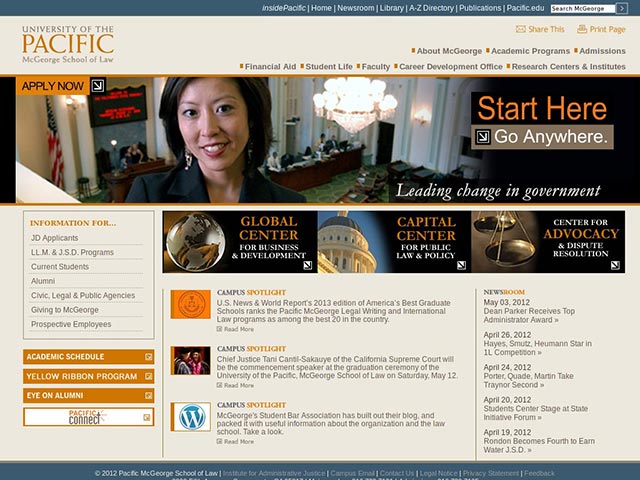 insidePacific | Home | Newsroom | Library | A-Z Directory | Publications | Pacific.edu
Search McGeorge
UNIVERSITY OF THE
PACIFIC
McGeorge School of Law
Share This
Print Page
About McGeorge
Academic Programs
Admissions
Financial Aid
Student Life
Faculty
Career Development Office
Research Centers & Institutes
APPLY NOW
Start Here
Go Anywhere.
Leading change in government
INFORMATION FOR...
JD Applicants
LL.M. & J.S.D. Programs
Current Students
Alumni
Civic, Legal & Public Agencies
Giving to McGeorge
Prospective Employees
ACADEMIC SCHEDULE
YELLOW RIBBON PROGRAM
EYE ON ALUMNI
PACIFIC
connect
GLOBAL
CENTER
FOR BUSINESS
& DEVELOPMENT
CAPITAL
CENTER
FOR PUBLIC
LAW & POLICY
CENTER FOR
ADVOCACY
& DISPUTE
RESOLUTION
CAMPUS SPOTLIGHT
U.S. News & World Report's 2013 edition of America's Best Graduate
Schools ranks the Pacific McGeorge Legal Writing and International
Law programs as among the best 20 in the country.
Read More
CAMPUS SPOTLIGHT
Chief Justice Tani Cantil-Sakauye of the California Supreme Court will
be the commencement speaker at the graduation ceremony of the
University of the Pacific, McGeorge School of Law on Saturday, May 12.
Read More
CAMPUS SPOTLIGHT
McGeorge's Student Bar Association has built out their blog, and
packed it with useful information about the organization and the law
school. Take a look.
Read More
NEWSROOM
May 03, 2012
Dean Parker Receives Top
Administrator Award »
April 26, 2012
Hayes, Smutz, Heumann Star in
1L Competition »
April 24, 2012
Porter, Quade, Martin Take
Traynor Second »
April 20, 2012
Students Center Stage at State
Initiative Forum »
April 19, 2012
Rondon Becomes Fourth to Earn
Water J.S.D. »
© 2012 Pacific McGeorge School of Law | Institute for Administrative Justice | Campus Email | Contact Us | Legal Notice | Privacy Statement | Feedback